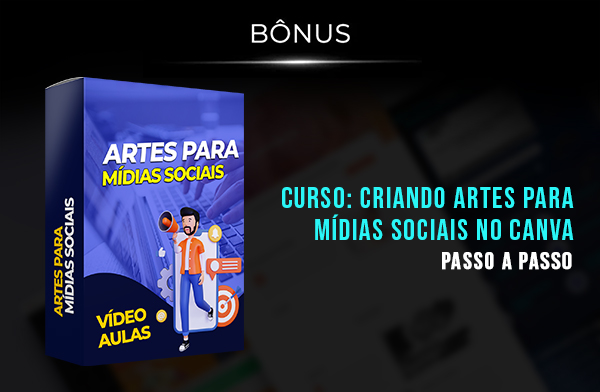 BÔNUS
ARTES PARA
MÍDIAS SOCIAIS
ARTES PARA
MÍDIAS SOCIAIS
VÍDEO
AULAS
CURSO: CRIANDO ARTES PARA
MÍDIAS SOCIAIS NO CANVA
PASSO A PASSO